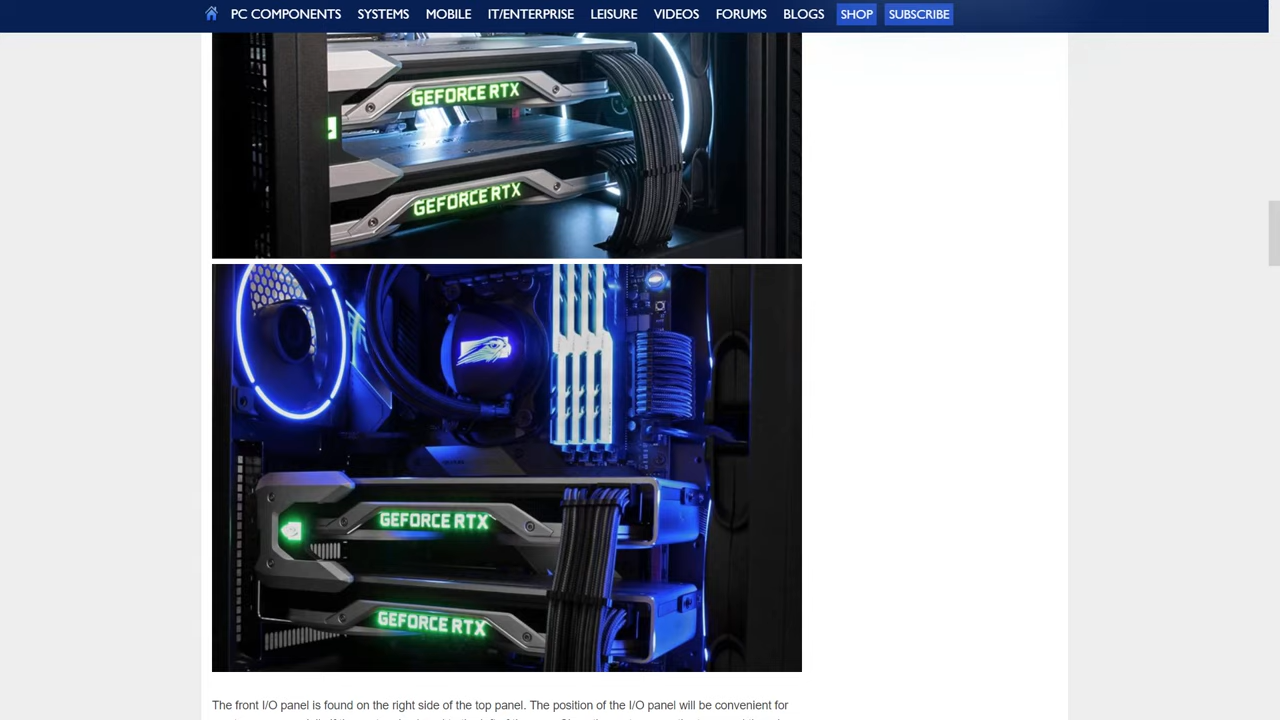 PC COMPONENTS SYSTEMS MOBILE IT/ENTERPRISE LEISURE VIDEOS FORUMS BLOGS SHOP SUBSCRIBE
GEFORCE RTX
GEFORCE RTX
GEFORCE RTX
GEFORCE RTX
The front I/O panel is found on the right side of the top panel. The position of the I/O panel will be convenient for